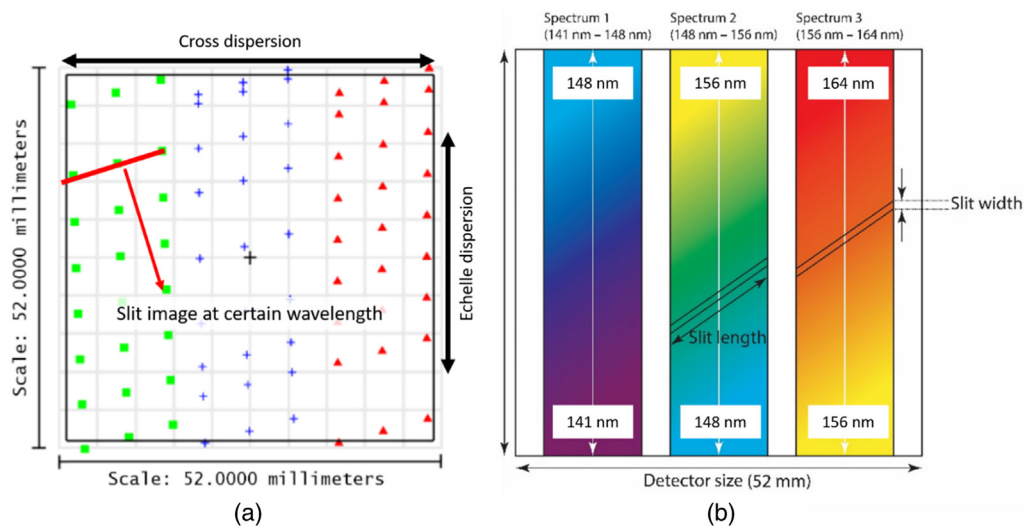 Cross dispersion
Scale: 52.0000 millimeters
Echelle dispersion
Slit image at certain wavelength
Scale: 52.0000 millimeters
(a)
Spectrum 1
(141 nm – 148 nm)
Spectrum 2
(148 nm – 156 nm)
Spectrum 3
(156 nm – 164 nm)
148 nm
156 nm
164 nm
Slit width
Slit length
141 nm
148 nm
156 nm
Detector size (52 mm)
(b)